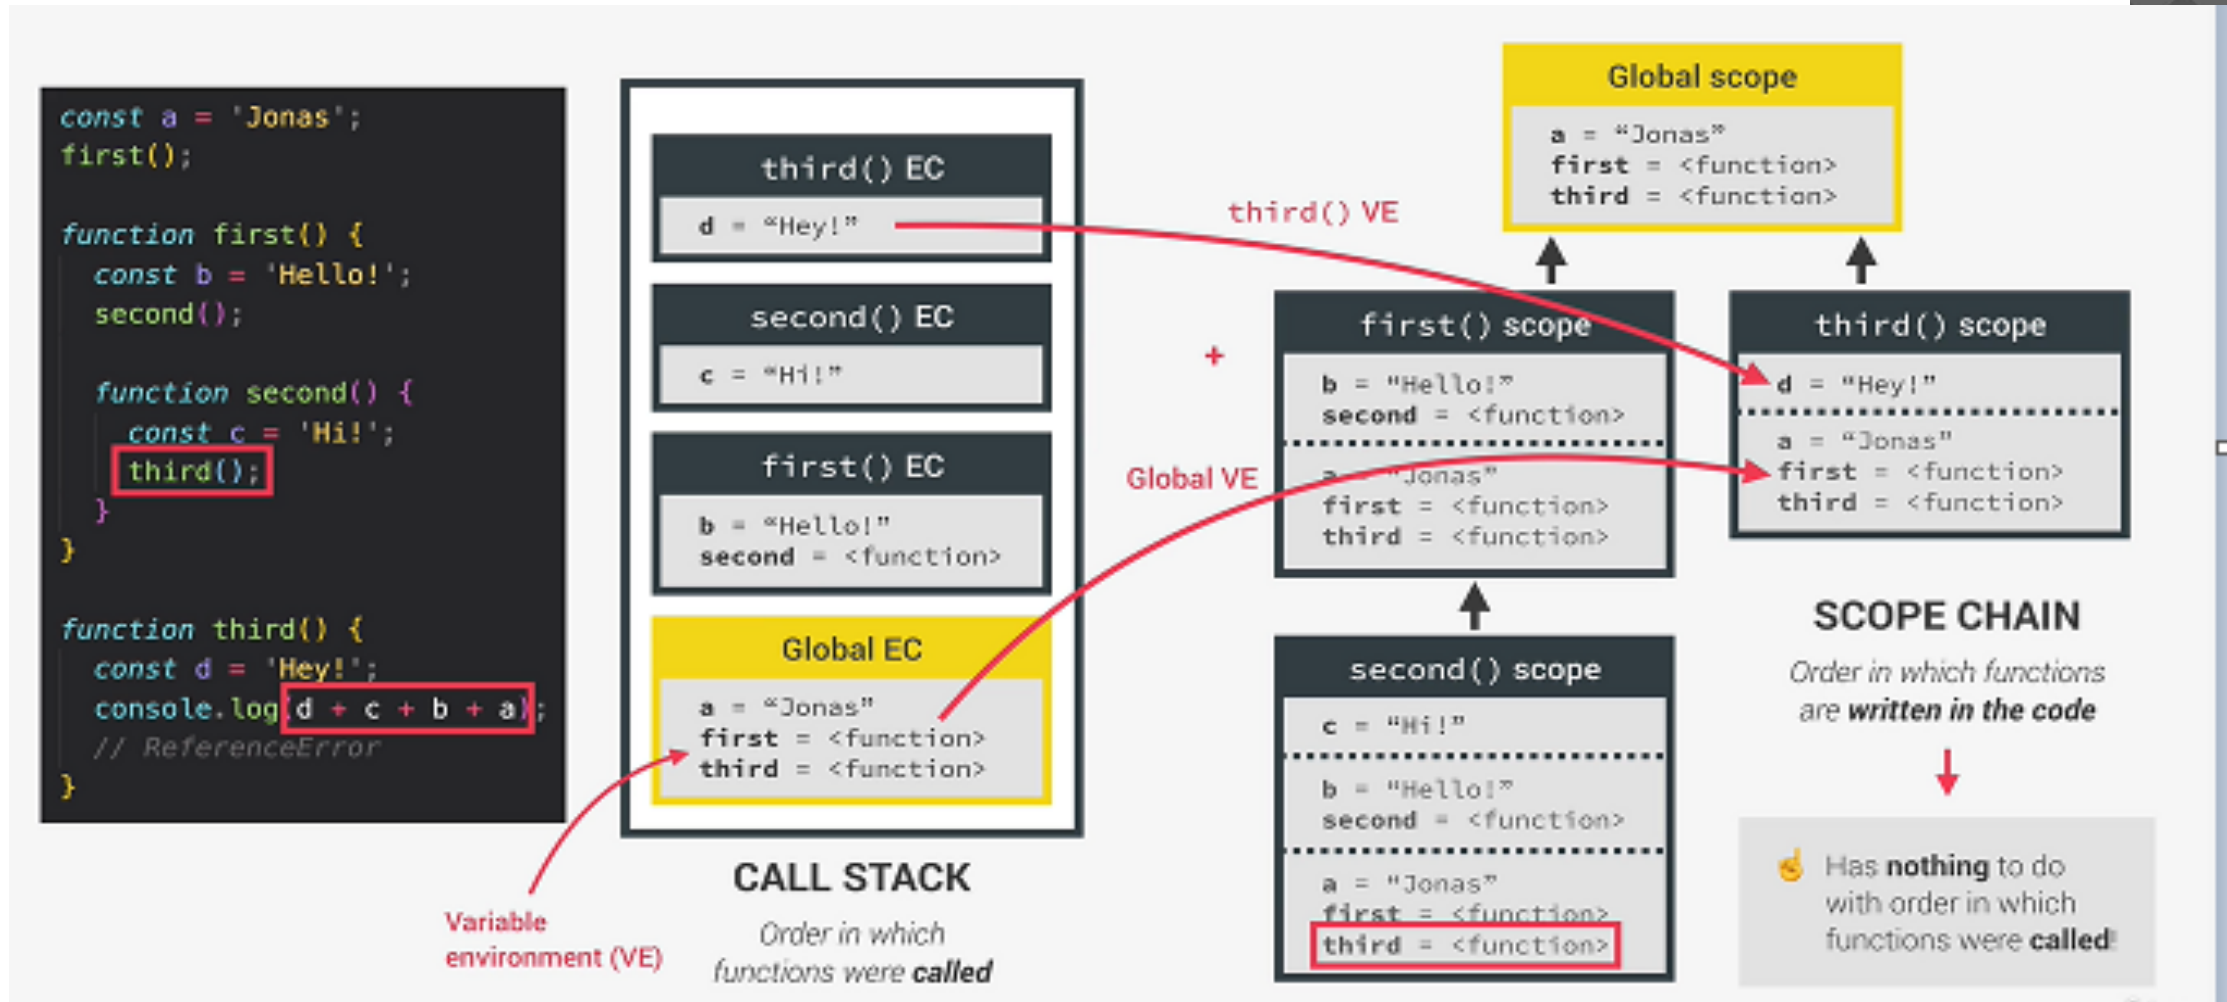 const a = 'Jonas';
first();
function first() {
const b = 'Hello!';
second();
function second() {
const c = 'Hi!';
third();
}
}
function third() {
const d = 'Hey!';
console.log(d + c + b + a);
// ReferenceError
}
third() EC
d = “Hey!”
second() EC
c = “Hi!”
first() EC
b = “Hello!”
second = <function>
Global EC
a = “Jonas”
first = <function>
third = <function>
Variable
environment (VE)
CALL STACK
Order in which
functions were called
third() VE
+
Global VE
Global scope
a = “Jonas”
first = <function>
third = <function>
first() scope
b = “Hello!”
second = <function>
a = “Jonas”
first = <function>
third = <function>
second() scope
c = “Hi!”
b = “Hello!”
second = <function>
a = “Jonas”
first = <function>
third = <function>
third() scope
d = “Hey!”
a = “Jonas”
first = <function>
third = <function>
SCOPE CHAIN
Order in which functions
are written in the code
☝ Has nothing to do
with order in which
functions were called!